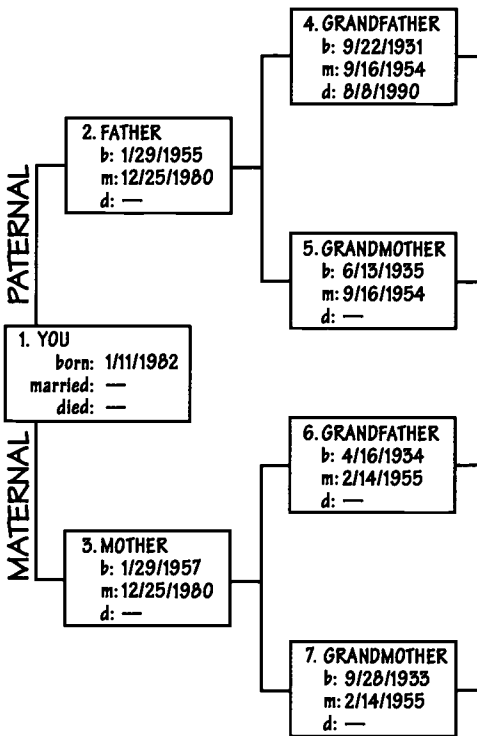 4. GRANDFATHER
b: 9/22/1931
m: 9/16/1954
d: 8/8/1990
2. FATHER
b: 1/29/1955
m: 12/25/1980
d: —
PATERNAL
5. GRANDMOTHER
b: 6/13/1935
m: 9/16/1954
d: —
1. YOU
born: 1/11/1982
married: —
died: —
MATERNAL
6. GRANDFATHER
b: 4/16/1934
m: 2/14/1955
d: —
3. MOTHER
b: 1/29/1957
m: 12/25/1980
d: —
7. GRANDMOTHER
b: 9/28/1933
m: 2/14/1955
d: —